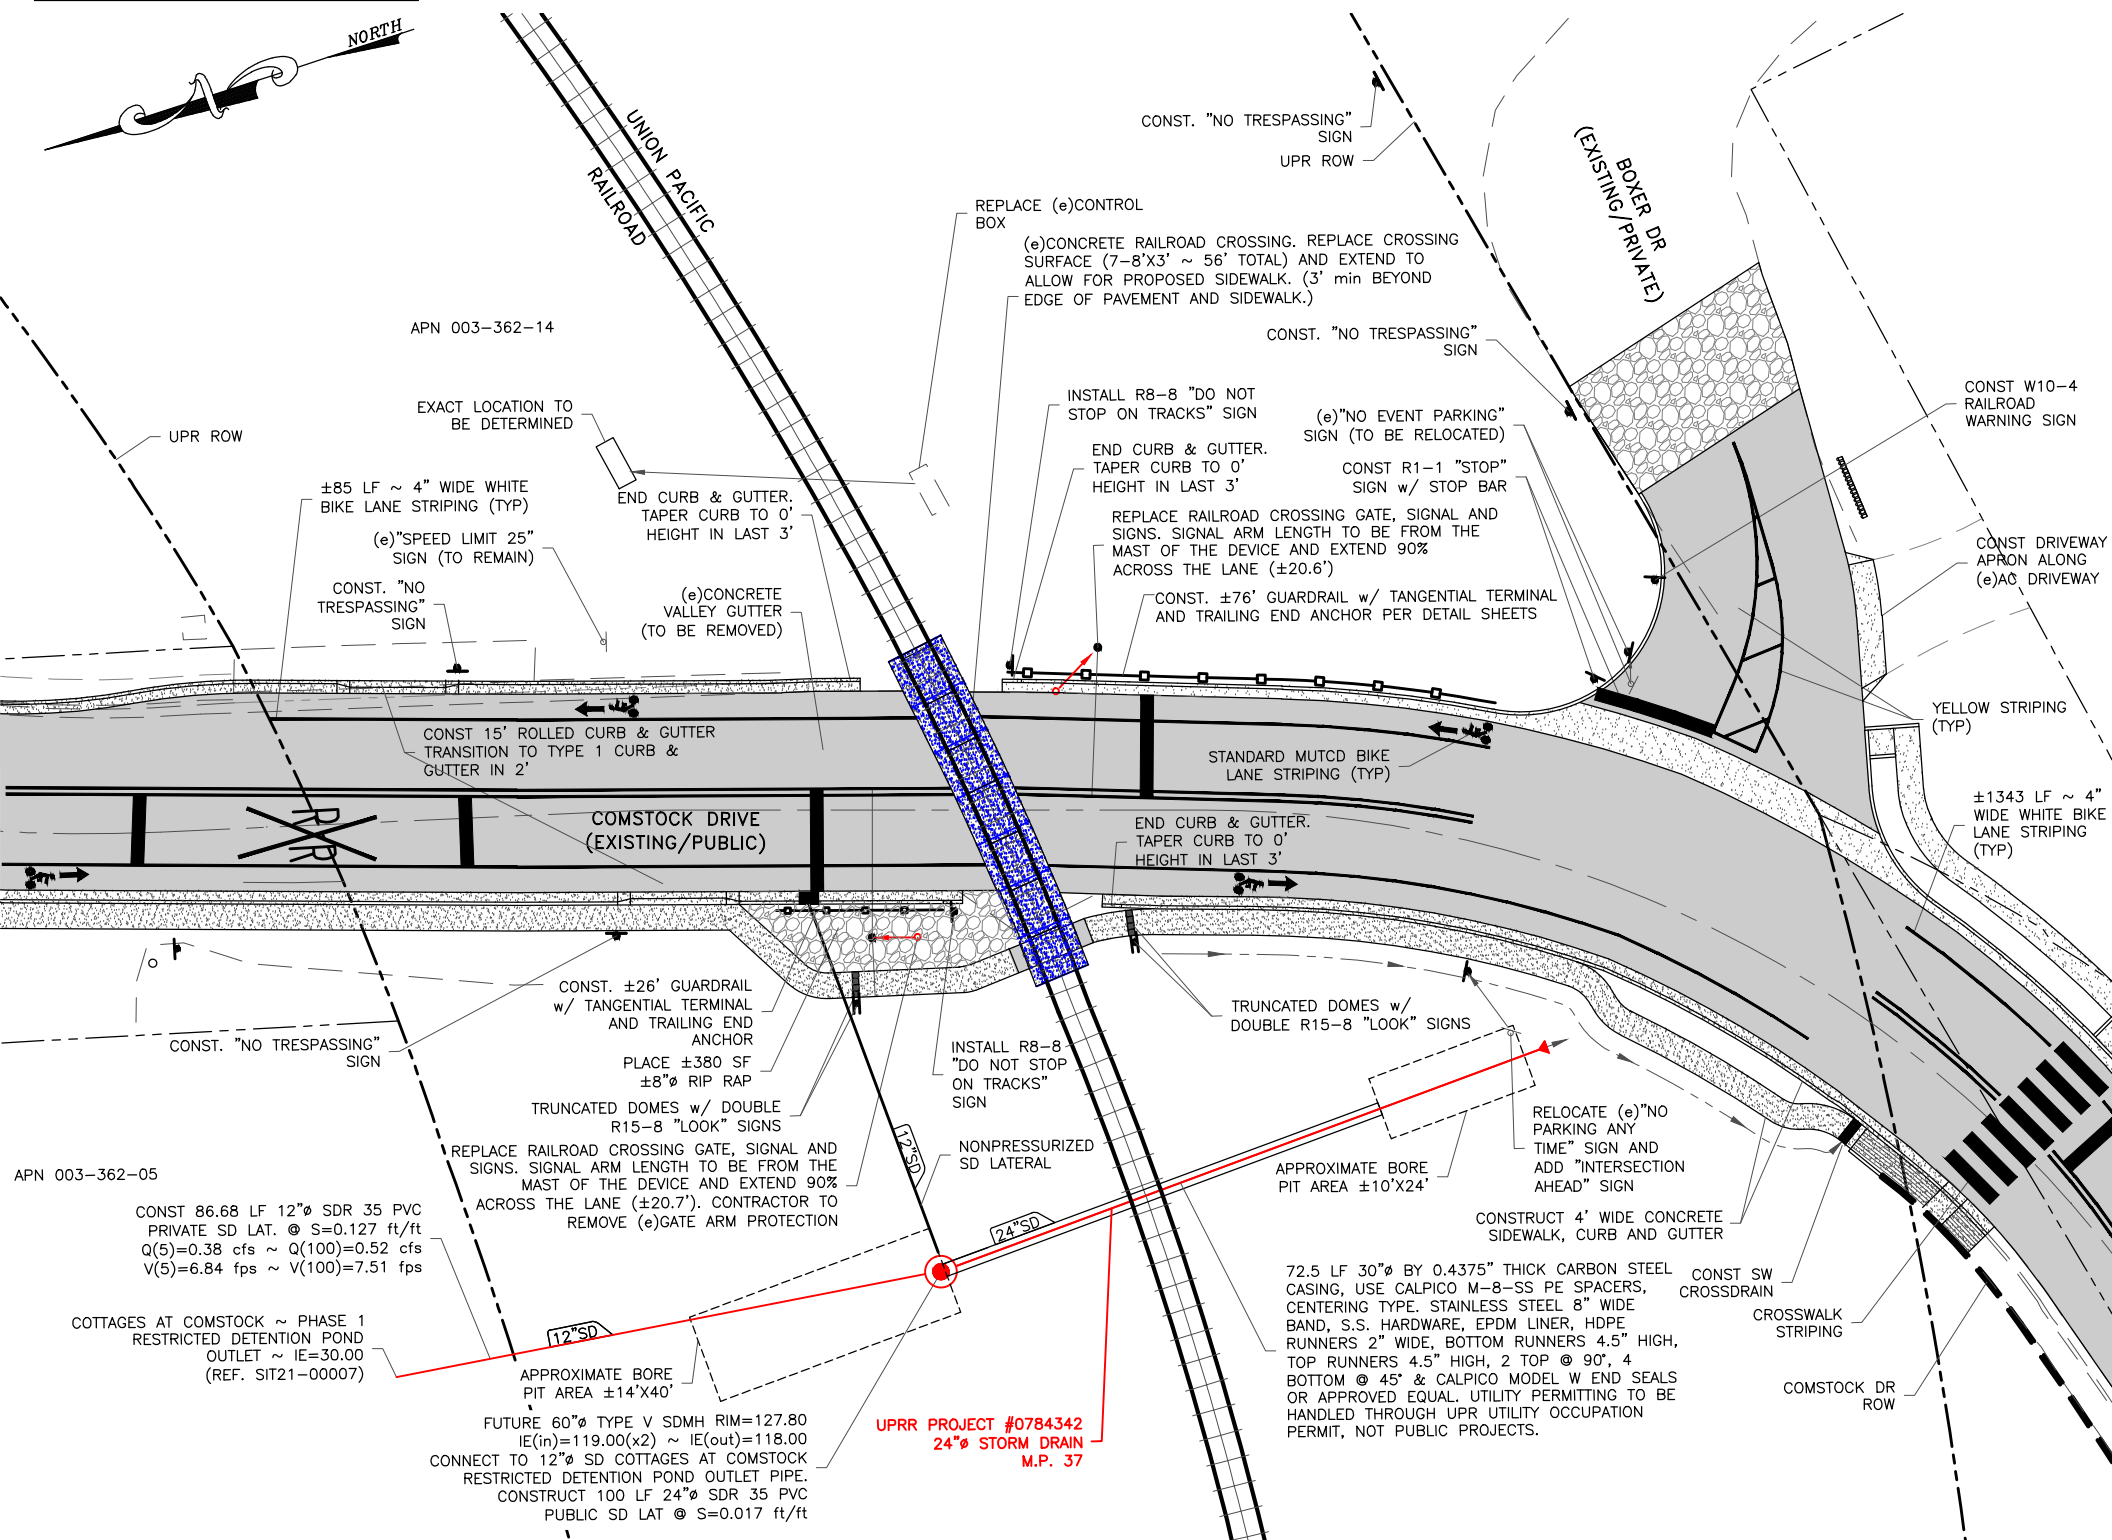 NORTH
UNION PACIFIC
RAILROAD
CONST. "NO TRESPASSING"
SIGN
UPR ROW
BOXER DR
(EXISTING/PRIVATE)
REPLACE (e)CONTROL
BOX
(e)CONCRETE RAILROAD CROSSING. REPLACE CROSSING
SURFACE (7-8'X3' ~ 56' TOTAL) AND EXTEND TO
ALLOW FOR PROPOSED SIDEWALK. (3' min BEYOND
EDGE OF PAVEMENT AND SIDEWALK.)
APN 003-362-14
CONST. "NO TRESPASSING"
SIGN
EXACT LOCATION TO
BE DETERMINED
INSTALL R8-8 "DO NOT
STOP ON TRACKS" SIGN
(e)"NO EVENT PARKING"
SIGN (TO BE RELOCATED)
CONST W10-4
RAILROAD
WARNING SIGN
UPR ROW
END CURB & GUTTER.
TAPER CURB TO 0'
HEIGHT IN LAST 3'
CONST R1-1 "STOP"
SIGN w/ STOP BAR
±85 LF ~ 4" WIDE WHITE
BIKE LANE STRIPING (TYP)
END CURB & GUTTER.
TAPER CURB TO 0'
HEIGHT IN LAST 3'
REPLACE RAILROAD CROSSING GATE, SIGNAL AND
SIGNS. SIGNAL ARM LENGTH TO BE FROM THE
MAST OF THE DEVICE AND EXTEND 90%
ACROSS THE LANE (±20.6')
(e)"SPEED LIMIT 25"
SIGN (TO REMAIN)
CONST DRIVEWAY
APRON ALONG
(e)AC DRIVEWAY
CONST. "NO
TRESPASSING"
SIGN
(e)CONCRETE
VALLEY GUTTER
(TO BE REMOVED)
CONST. ±76' GUARDRAIL w/ TANGENTIAL TERMINAL
AND TRAILING END ANCHOR PER DETAIL SHEETS
YELLOW STRIPING
(TYP)
CONST 15' ROLLED CURB & GUTTER
TRANSITION TO TYPE 1 CURB &
GUTTER IN 2'
STANDARD MUTCD BIKE
LANE STRIPING (TYP)
±1343 LF ~ 4"
WIDE WHITE BIKE
LANE STRIPING
(TYP)
R
R
COMSTOCK DRIVE
(EXISTING/PUBLIC)
END CURB & GUTTER.
TAPER CURB TO 0'
HEIGHT IN LAST 3'
CONST. ±26' GUARDRAIL
w/ TANGENTIAL TERMINAL
AND TRAILING END
ANCHOR
TRUNCATED DOMES w/
DOUBLE R15-8 "LOOK" SIGNS
CONST. "NO TRESPASSING"
SIGN
PLACE ±380 SF
±8"ø RIP RAP
INSTALL R8-8
"DO NOT STOP
ON TRACKS"
SIGN
TRUNCATED DOMES w/ DOUBLE
R15-8 "LOOK" SIGNS
RELOCATE (e)"NO
PARKING ANY
TIME" SIGN AND
ADD "INTERSECTION
AHEAD" SIGN
REPLACE RAILROAD CROSSING GATE, SIGNAL AND
SIGNS. SIGNAL ARM LENGTH TO BE FROM THE
MAST OF THE DEVICE AND EXTEND 90%
ACROSS THE LANE (±20.7'). CONTRACTOR TO
REMOVE (e)GATE ARM PROTECTION
12"SD
NONPRESSURIZED
SD LATERAL
APPROXIMATE BORE
PIT AREA ±10'X24'
APN 003-362-05
CONST 86.68 LF 12"ø SDR 35 PVC
PRIVATE SD LAT. @ S=0.127 ft/ft
Q(5)=0.38 cfs ~ Q(100)=0.52 cfs
V(5)=6.84 fps ~ V(100)=7.51 fps
24"SD
CONSTRUCT 4' WIDE CONCRETE
SIDEWALK, CURB AND GUTTER
72.5 LF 30"ø BY 0.4375" THICK CARBON STEEL
CASING, USE CALPICO M-8-SS PE SPACERS,
CENTERING TYPE. STAINLESS STEEL 8" WIDE
BAND, S.S. HARDWARE, EPDM LINER, HDPE
RUNNERS 2" WIDE, BOTTOM RUNNERS 4.5" HIGH,
TOP RUNNERS 4.5" HIGH, 2 TOP @ 90°, 4
BOTTOM @ 45° & CALPICO MODEL W END SEALS
OR APPROVED EQUAL. UTILITY PERMITTING TO BE
HANDLED THROUGH UPR UTILITY OCCUPATION
PERMIT, NOT PUBLIC PROJECTS.
CONST SW
CROSSDRAIN
CROSSWALK
STRIPING
COTTAGES AT COMSTOCK ~ PHASE 1
RESTRICTED DETENTION POND
OUTLET ~ IE=30.00
(REF. SIT21-00007)
12"SD
APPROXIMATE BORE
PIT AREA ±14'X40'
COMSTOCK DR
ROW
FUTURE 60"ø TYPE V SDMH RIM=127.80
IE(in)=119.00(x2) ~ IE(out)=118.00
CONNECT TO 12"ø SD COTTAGES AT COMSTOCK
RESTRICTED DETENTION POND OUTLET PIPE.
CONSTRUCT 100 LF 24"ø SDR 35 PVC
PUBLIC SD LAT @ S=0.017 ft/ft
UPRR PROJECT #0784342
24"ø STORM DRAIN
M.P. 37